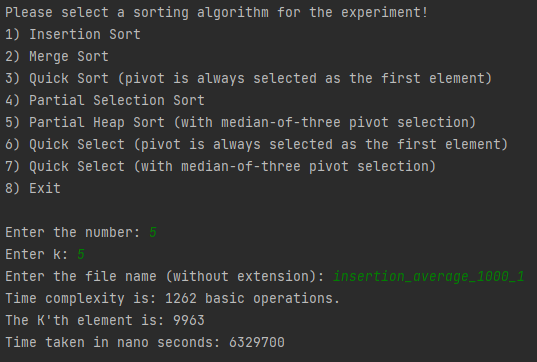 Please select a sorting algorithm for the experiment!
1) Insertion Sort
2) Merge Sort
3) Quick Sort (pivot is always selected as the first element)
4) Partial Selection Sort
5) Partial Heap Sort (with median-of-three pivot selection)
6) Quick Select (pivot is always selected as the first element)
7) Quick Select (with median-of-three pivot selection)
8) Exit
Enter the number: 5
Enter k: 5
Enter the file name (without extension): insertion_average_1000_1
Time complexity is: 1262 basic operations.
The K'th element is: 9963
Time taken in nano seconds: 6329700